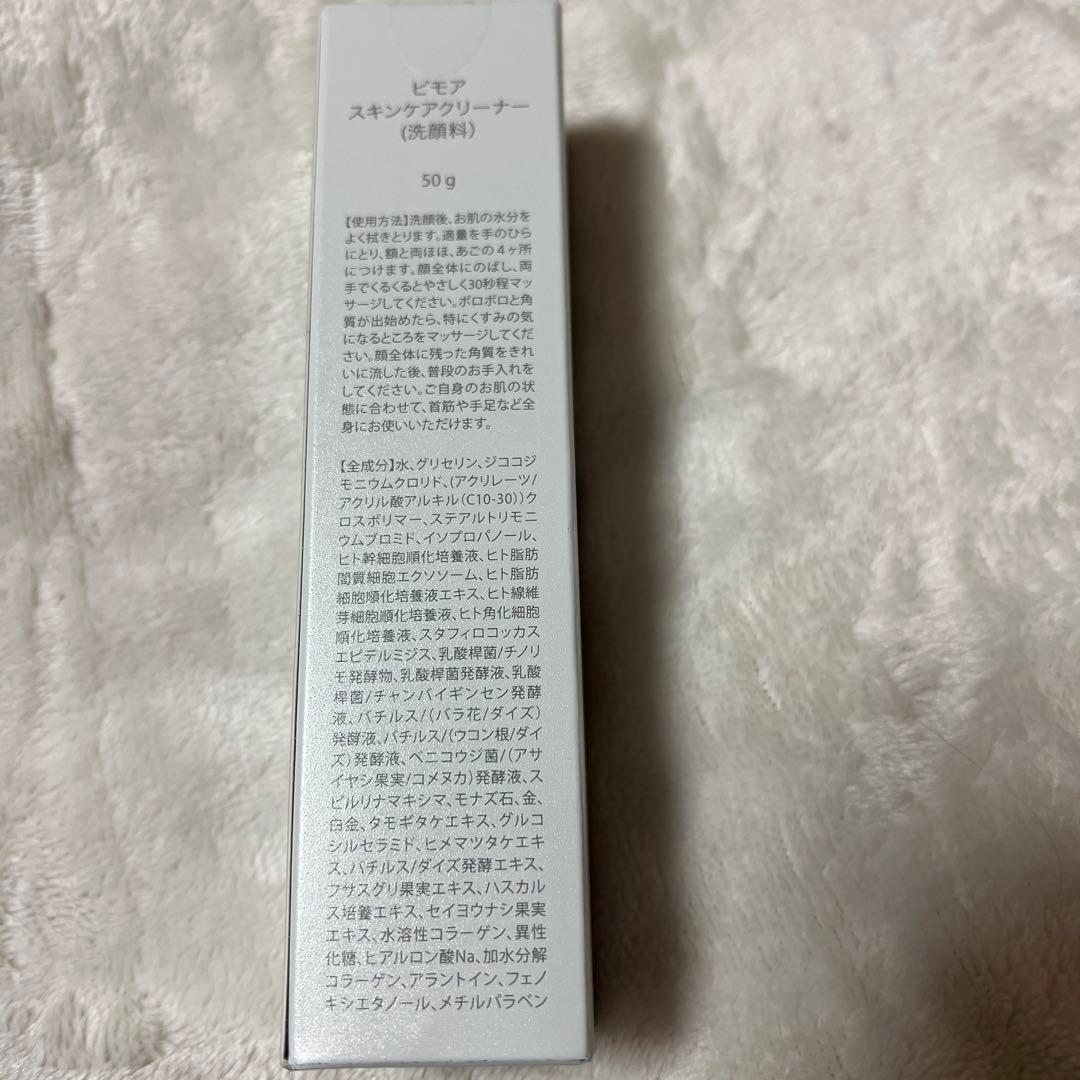 ビモア
スキンケアクリーナー
(洗顔料)
50 g
【使用方法】洗顔後、お肌の水分を
よく拭きとります。適量を手のひら
にとり、額と両ほほ、あごの4ヶ所
につけます。顔全体にのばし、両
手でくるくるとやさしく30秒程マッ
サージしてください。ポロポロと角
質が出始めたら、特にくすみの気
になるところをマッサージしてくだ
さい。顔全体に残った角質をきれ
いに流した後、普段のお手入れを
してください。ご自身のお肌の状
態に合わせて、首筋や手足など全
身にお使いいただけます。
【全成分】水、グリセリン、ジココジ
モニウムクロリド、(アクリレーツ/
アクリル酸アルキル(C10-30))ク
ロスポリマー、ステアルトリモニ
ウムブロミド、イソプロパノール、
ヒト幹細胞順化培養液、ヒト脂肪
間質細胞エクソソーム、ヒト脂肪
細胞順化培養液エキス、ヒト線維
芽細胞順化培養液、ヒト角化細胞
順化培養液、スタフィロコッカス
エピデルミジス、乳酸桿菌/チノリ
モ発酵物、乳酸桿菌発酵液、乳酸
桿菌/チャンバイギンセン発酵
液、バチルス/(バラ花/ダイズ)
発酵液、バチルス/(ウコン根/ダイ
ズ)発酵液、ベニコウジ菌/(アサ
イヤシ果実/コメヌカ)発酵液、ス
ピルリナマキシマ、モナズ石、金、
白金、タモギタケエキス、グルコ
シルセラミド、ヒメマツタケエキ
ス、バチルス/ダイズ発酵エキス、
フサスグリ果実エキス、ハスカル
ス培養エキス、セイヨウナシ果実
エキス、水溶性コラーゲン、異性
化糖、ヒアルロン酸Na、加水分解
コラーゲン、アラントイン、フェノ
キシエタノール、メチルパラベン